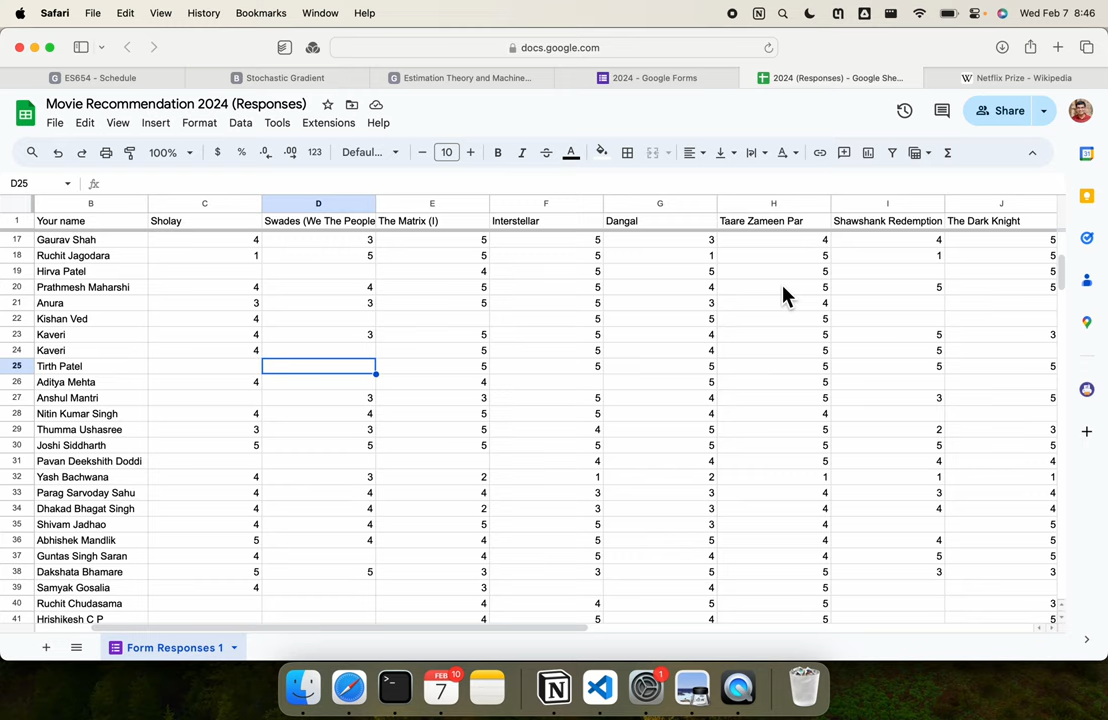 Safari File Edit View History Bookmarks Window Help Wed Feb 7 8:46
docs.google.com
ES654 - Schedule Stochastic Gradient Estimation Theory and Machine... 2024 - Google Forms 2024 (Responses) - Google She... Netflix Prize - Wikipedia
Movie Recommendation 2024 (Responses)
File Edit View Insert Format Data Tools Extensions Help
Share
100% $ % .0 .00 123 Defaul... 10 B I A
D25 fx
B C D E F G H I J
1 Your name Sholay Swades (We The People The Matrix (I) Interstellar Dangal Taare Zameen Par Shawshank Redemption The Dark Knight
17 Gaurav Shah 4 3 5 5 3 4 4 5
18 Ruchit Jagodara 1 5 5 5 1 5 1 5
19 Hirva Patel 4 5 5 5 5
20 Prathmesh Maharshi 4 4 5 5 4 5 5 5
21 Anura 3 3 5 5 3 4
22 Kishan Ved 4 5 5 5
23 Kaveri 4 3 5 5 4 5 5 3
24 Kaveri 4 5 5 4 5 5
25 Tirth Patel 5 5 5 5 5 5
26 Aditya Mehta 4 4 5 5
27 Anshul Mantri 3 3 5 4 5 3 5
28 Nitin Kumar Singh 4 4 5 5 4 4
29 Thumma Ushasree 3 3 5 4 5 5 2 3
30 Joshi Siddharth 5 5 5 5 5 5 5 5
31 Pavan Deekshith Doddi 4 4 5 4 4
32 Yash Bachwana 4 3 2 1 2 1 1 1
33 Parag Sarvoday Sahu 4 4 4 3 3 4 3 4
34 Dhakad Bhagat Singh 4 4 2 3 3 4 4 4
35 Shivam Jadhao 4 4 5 5 3 4 5
36 Abhishek Mandlik 5 4 4 5 5 4 4 5
37 Guntas Singh Saran 4 4 5 4 4 5 5
38 Dakshata Bhamare 5 5 3 3 5 5 3 3
39 Samyak Gosalia 4 3 4 5
40 Ruchit Chudasama 4 4 5 5 3
41 Hrishikesh C P 4 5 4 5 5
Form Responses 1
FEB 10
7
1